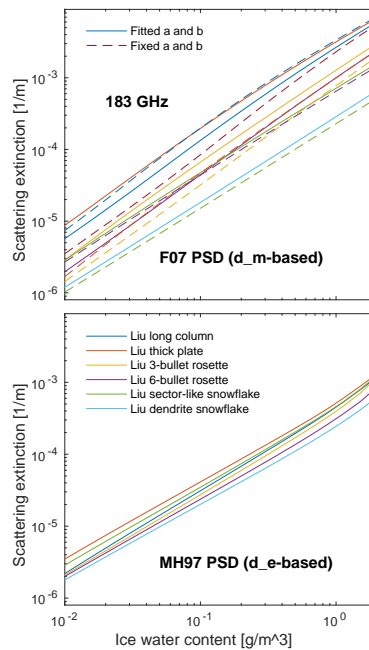 Fitted a and b
Fixed a and b
10^-3
183 GHz
10^-4
10^-5
F07 PSD (d_m-based)
10^-6
Scattering extinction [1/m]
Liu long column
Liu thick plate
Liu 3-bullet rosette
Liu 6-bullet rosette
Liu sector-like snowflake
Liu dendrite snowflake
10^-3
10^-4
10^-5
MH97 PSD (d_e-based)
10^-6
Scattering extinction [1/m]
10^-2 10^-1 10^0
Ice water content [g/m^3]